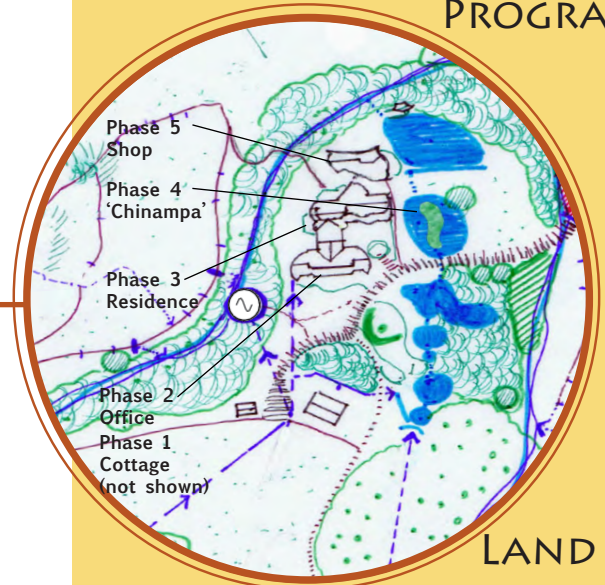 PROGRA
Phase 5
Shop
Phase 4
‘Chinampa’
Phase 3
Residence
Phase 2
Office
Phase 1
Cottage
(not shown)
LAND